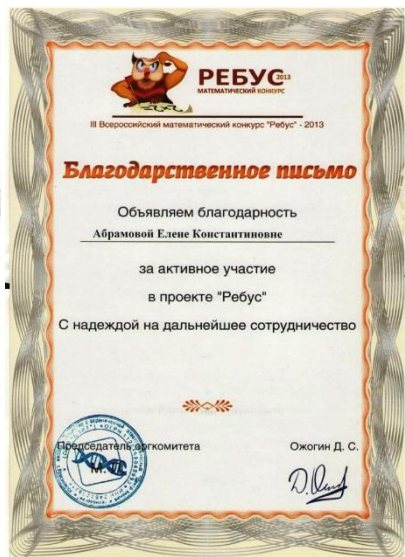 РЕБУС 2013
МАТЕМАТИЧЕСКИЙ КОНКУРС
III Всероссийский математический конкурс "Ребус" - 2013
Благодарственное письмо
Объявляем благодарность
Абрамовой Елене Константиновне
за активное участие
в проекте "Ребус"
С надеждой на дальнейшее сотрудничество
Председатель оргкомитета
Ожогин Д. С.
М.П.